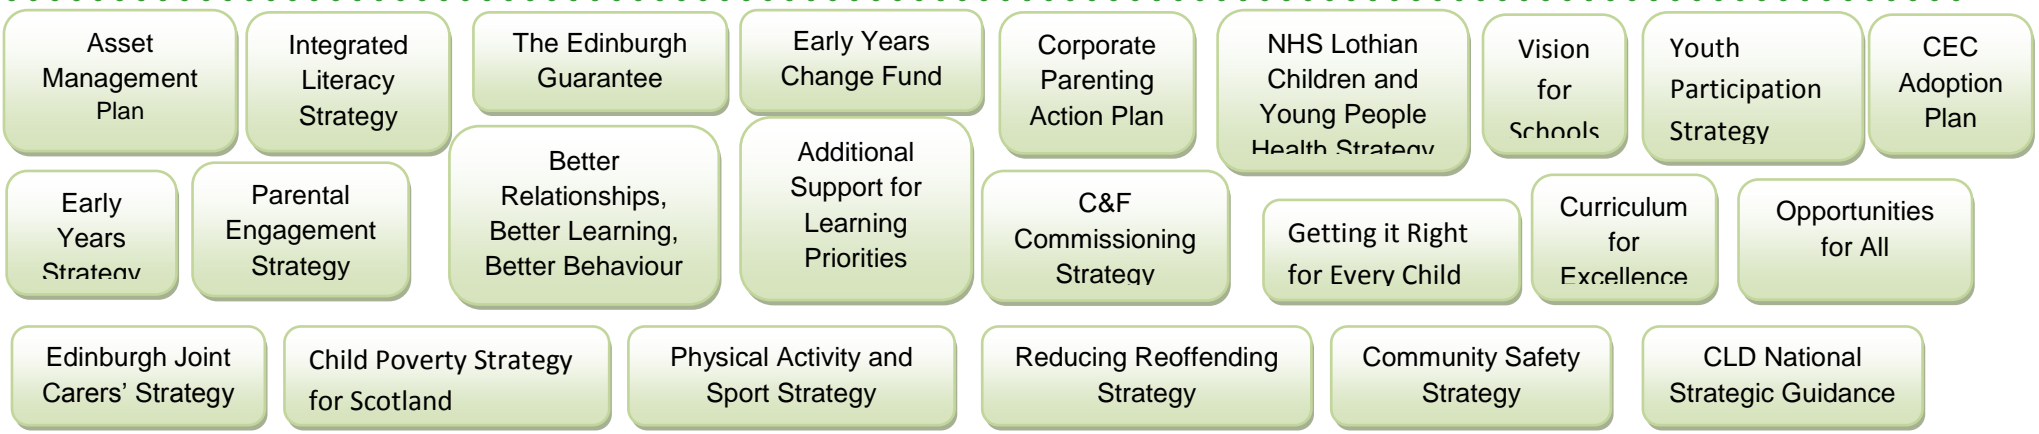 Asset
Management
Plan
Integrated
Literacy
Strategy
The Edinburgh
Guarantee
Early Years
Change Fund
Corporate
Parenting
Action Plan
NHS Lothian
Children and
Young People
Health Strategy
Vision
for
Schools
Youth
Participation
Strategy
CEC
Adoption
Plan
Early
Years
Strategy
Parental
Engagement
Strategy
Better
Relationships,
Better Learning,
Better Behaviour
Additional
Support for
Learning
Priorities
C&F
Commissioning
Strategy
Getting it Right
for Every Child
Curriculum
for
Excellence
Opportunities
for All
Edinburgh Joint
Carers’ Strategy
Child Poverty Strategy
for Scotland
Physical Activity and
Sport Strategy
Reducing Reoffending
Strategy
Community Safety
Strategy
CLD National
Strategic Guidance